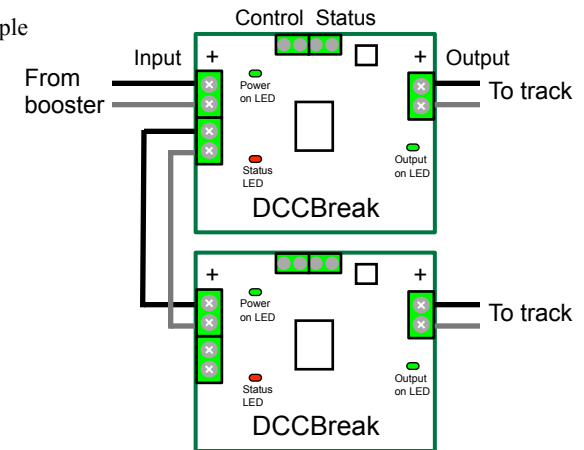 ple
Control Status
Input + + Output
From
booster
Power
on LED
To track
Status
LED
Output
on LED
DCCBreak
+ +
Power
on LED
To track
Status
LED
Output
on LED
DCCBreak